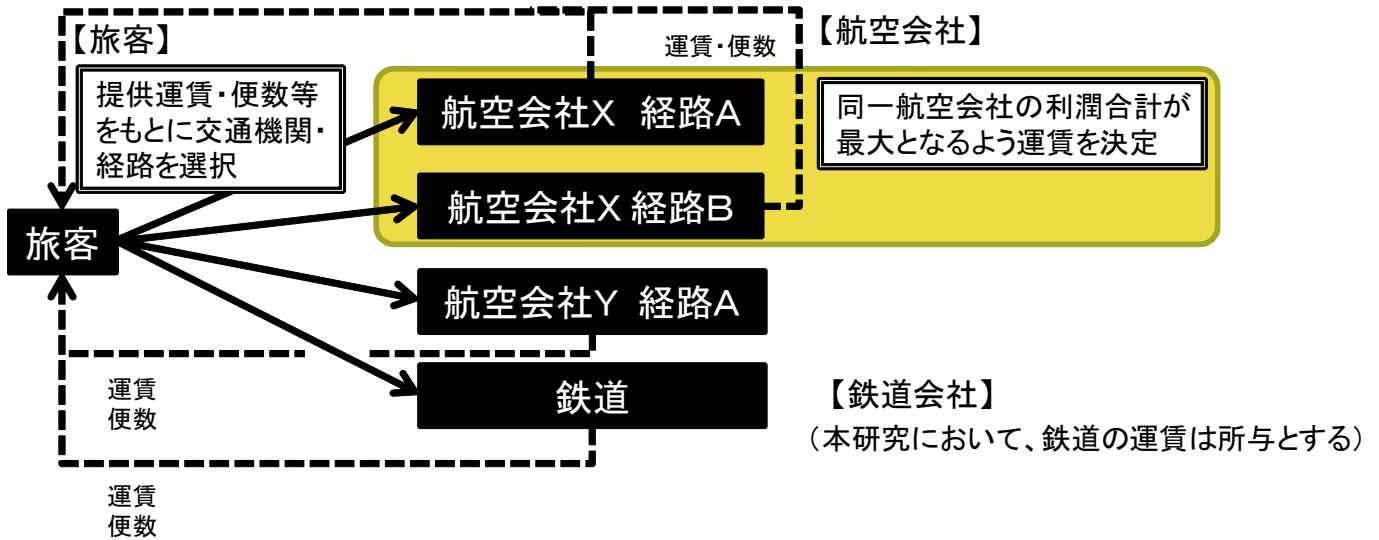 【旅客】
運賃・便数
【航空会社】
提供運賃・便数等
をもとに交通機関・
経路を選択
航空会社X 経路A
同一航空会社の利潤合計が
最大となるよう運賃を決定
航空会社X 経路B
旅客
航空会社Y 経路A
運賃
便数
鉄道
【鉄道会社】
（本研究において、鉄道の運賃は所与とする）
運賃
便数